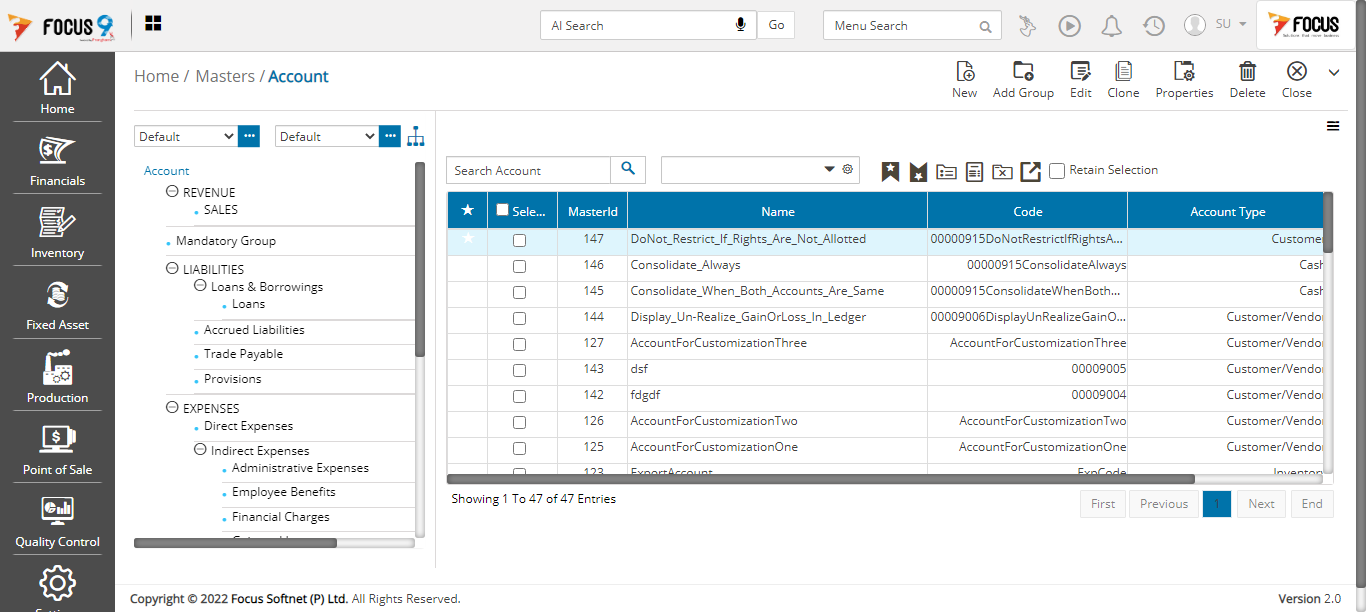 FOCUS 9
AI Search
Go
Menu Search
SU
FOCUS
Home / Masters / Account
New
Add Group
Edit
Clone
Properties
Delete
Close
Home
Financials
Inventory
Fixed Asset
Production
Point of Sale
Quality Control
Default
Default
Account
REVENUE
SALES
Mandatory Group
LIABILITIES
Loans & Borrowings
Loans
Accrued Liabilities
Trade Payable
Provisions
EXPENSES
Direct Expenses
Indirect Expenses
Administrative Expenses
Employee Benefits
Financial Charges
Search Account
Retain Selection
Sele... MasterId Name Code Account Type
147 DoNot_Restrict_If_Rights_Are_Not_Allotted 00000915DoNotRestrictIfRightsA... Customer
146 Consolidate_Always 00000915ConsolidateAlways Cash
145 Consolidate_When_Both_Accounts_Are_Same 00000915ConsolidateWhenBoth... Cash
144 Display_Un-Realize_GainOrLoss_In_Ledger 00009006DisplayUnRealizeGainO... Customer/Vendor
127 AccountForCustomizationThree AccountForCustomizationThree Customer/Vendor
143 dsf 00009005 Customer/Vendor
142 fdgdf 00009004 Customer/Vendor
126 AccountForCustomizationTwo AccountForCustomizationTwo Customer/Vendor
125 AccountForCustomizationOne AccountForCustomizationOne Customer/Vendor
123 ExportAccount ExpCode Inventory
Showing 1 To 47 of 47 Entries
First Previous 1 Next End
Copyright © 2022 Focus Softnet (P) Ltd. All Rights Reserved.
Version 2.0